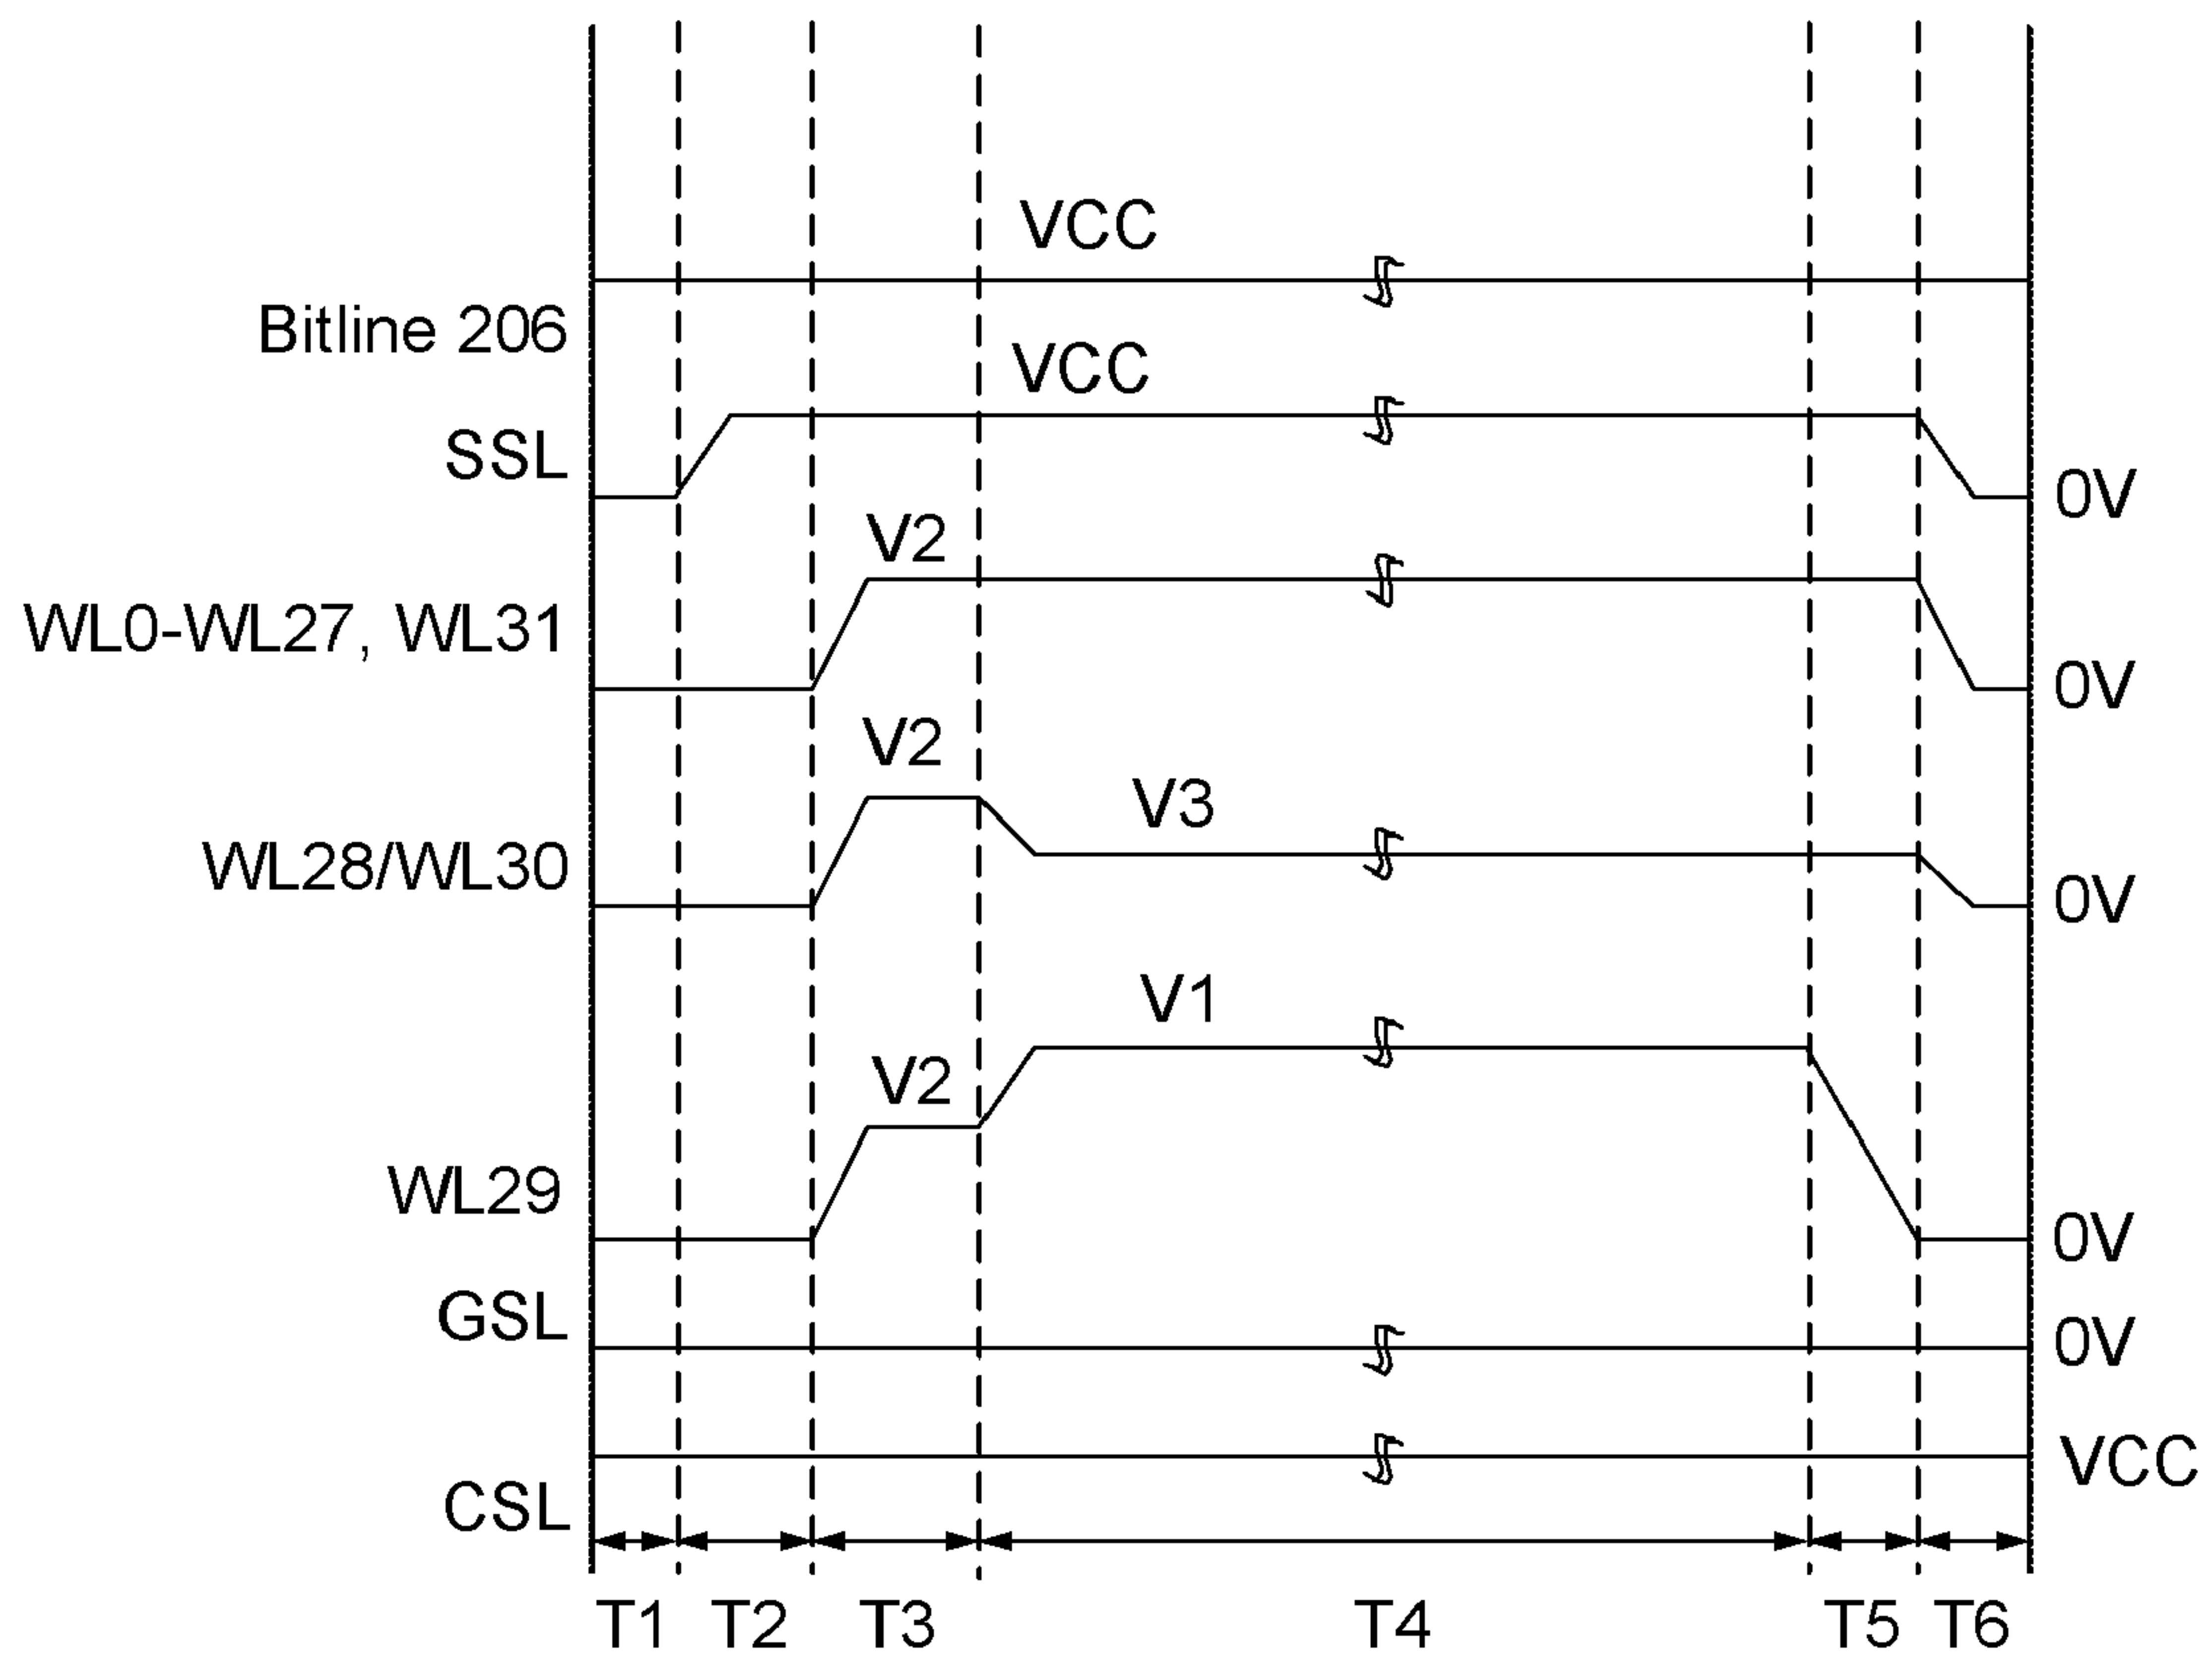 VCC
Bitline 206
VCC
SSL
0V
V2
WL0-WL27, WL31
0V
V2
V3
WL28/WL30
0V
V1
V2
WL29
0V
GSL
0V
VCC
CSL
T1 T2 T3 T4 T5 T6